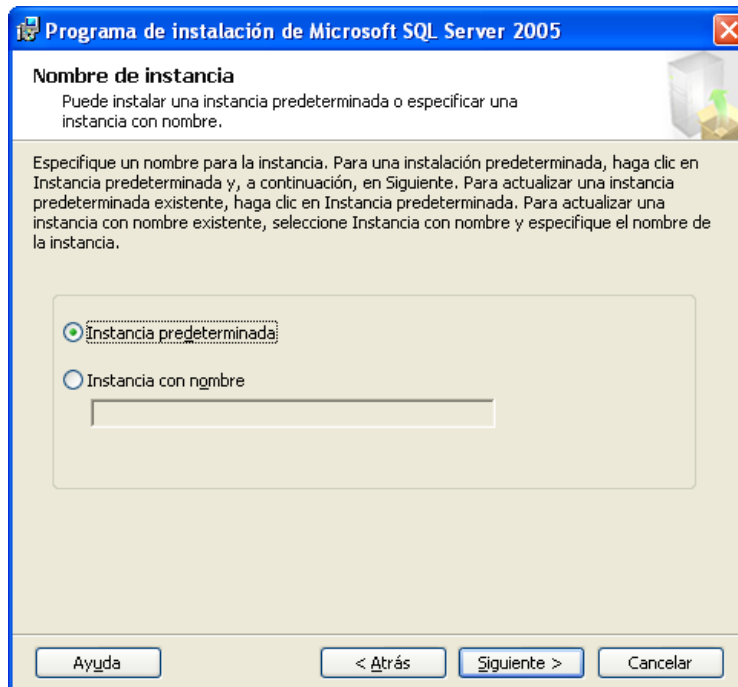 Programa de instalación de Microsoft SQL Server 2005
Nombre de instancia
Puede instalar una instancia predeterminada o especificar una
instancia con nombre.
Especifique un nombre para la instancia. Para una instalación predeterminada, haga clic en
Instancia predeterminada y, a continuación, en Siguiente. Para actualizar una instancia
predeterminada existente, haga clic en Instancia predeterminada. Para actualizar una
instancia con nombre existente, seleccione Instancia con nombre y especifique el nombre de
la instancia.
Instancia predeterminada
Instancia con nombre
Ayuda < Atrás Siguiente > Cancelar